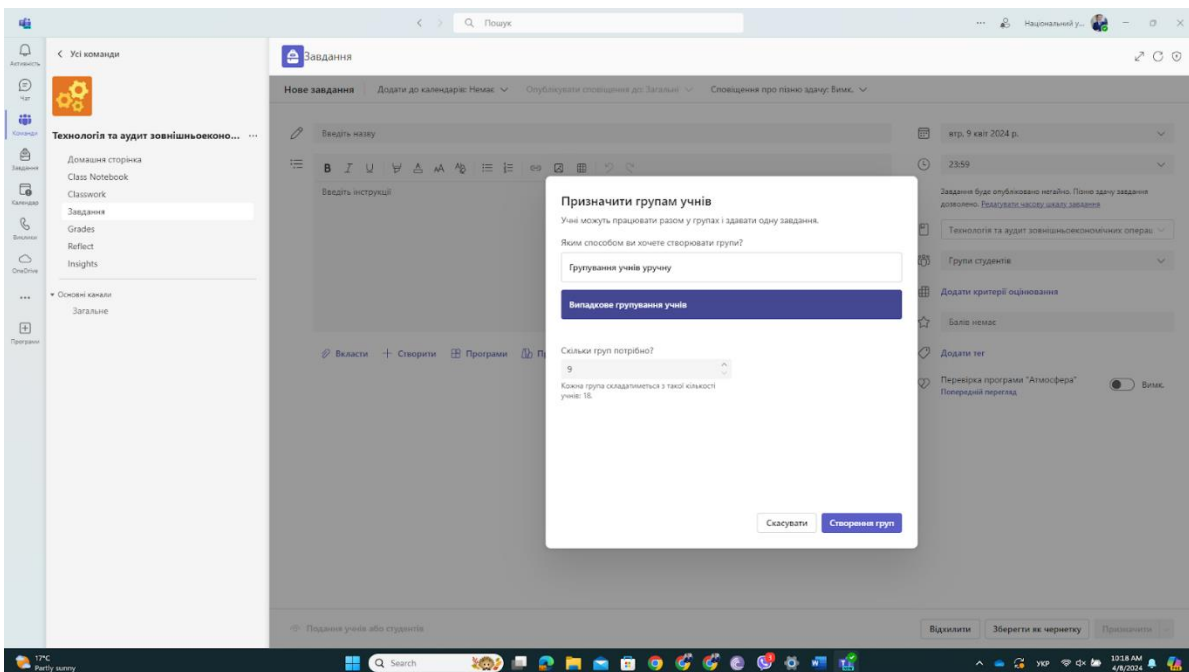 Пошук
Національний у...
Активність
Чат
Команди
Завдання
Календар
Виклики
OneDrive
Програми
Усі команди
Технологія та аудит зовнішньоеконо...
Домашня сторінка
Class Notebook
Classwork
Завдання
Grades
Reflect
Insights
Основні канали
Загальне
Завдання
Нове завдання
Додати до календарів: Немає
Опублікувати сповіщення до: Загальні
Сповіщення про пізню здачу: Вимк.
Введіть назву
B I U
Введіть інструкції
Вкласти
Створити
Програми
Призначити групам учнів
Учні можуть працювати разом у групах і здавати одну завдання.
Яким способом ви хочете створювати групи?
Групування учнів уручну
Випадкове групування учнів
Скільки груп потрібно?
9
Кожна група складатиметься з такої кількості
учнів: 18.
Скасувати
Створення груп
втр, 9 квіт 2024 р.
23:59
Завдання буде опубліковано негайно. Пізнє здачу завдання
дозволено. Редагувати часову шкалу завдання
Технологія та аудит зовнішньоекономічних операц
Групи студентів
Додати критерії оцінювання
Балів немає
Додати тег
Перевірка програми "Атмосфера"
Попередній перегляд
Вимк.
Подання учнів або студентів
Відхилити
Зберегти як чернетку
Призначити
17°C
Partly sunny
Search
УКР
10:18 AM
4/8/2024